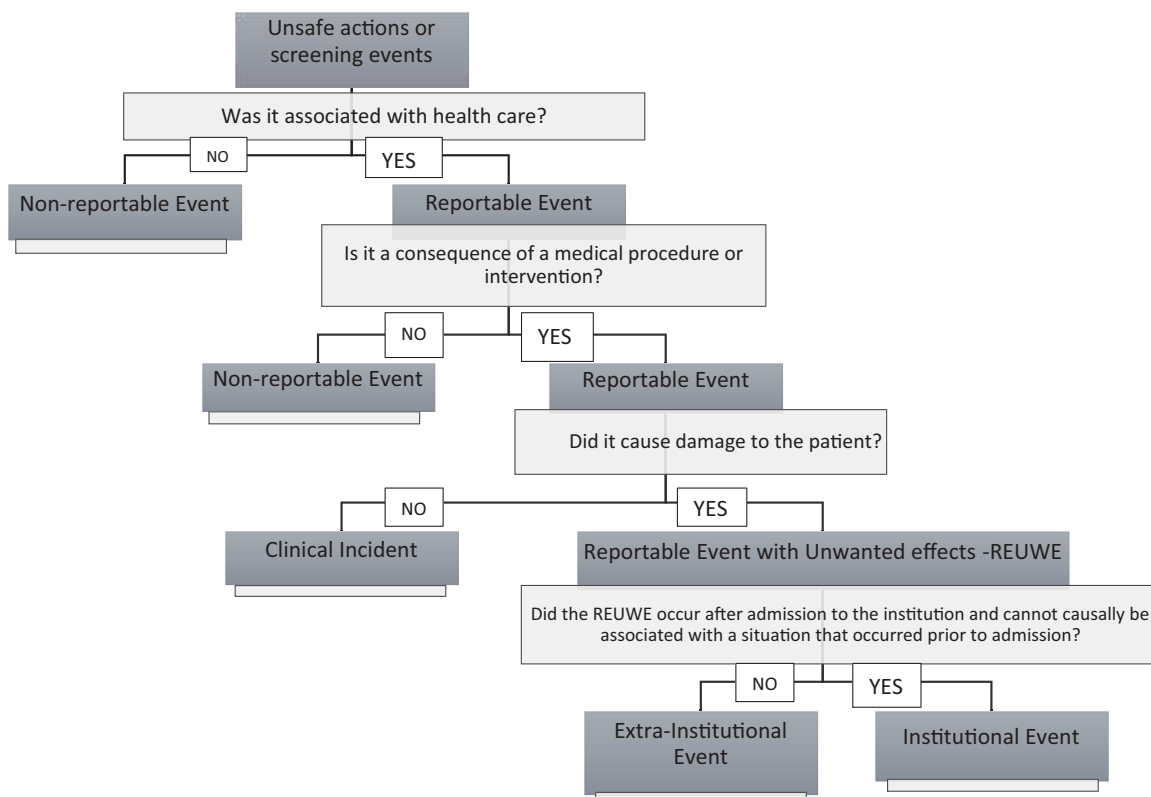 Unsafe actions or
screening events
Was it associated with health care?
NO
YES
Non-reportable Event
Reportable Event
Is it a consequence of a medical procedure or
intervention?
NO
YES
Non-reportable Event
Reportable Event
Did it cause damage to the patient?
NO
YES
Clinical Incident
Reportable Event with Unwanted effects -REUWE
Did the REUWE occur after admission to the institution and cannot causally be
associated with a situation that occurred prior to admission?
NO
YES
Extra-Institutional
Event
Institutional Event